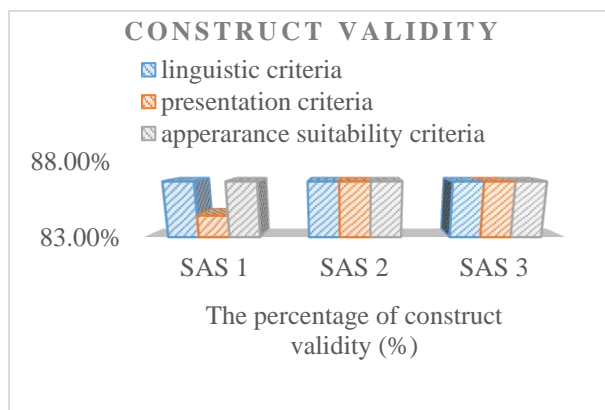 CONSTRUCT VALIDITY
linguistic criteria
presentation criteria
apperarance suitability criteria
88.00%
83.00%
SAS 1 SAS 2 SAS 3
The percentage of construct
validity (%)